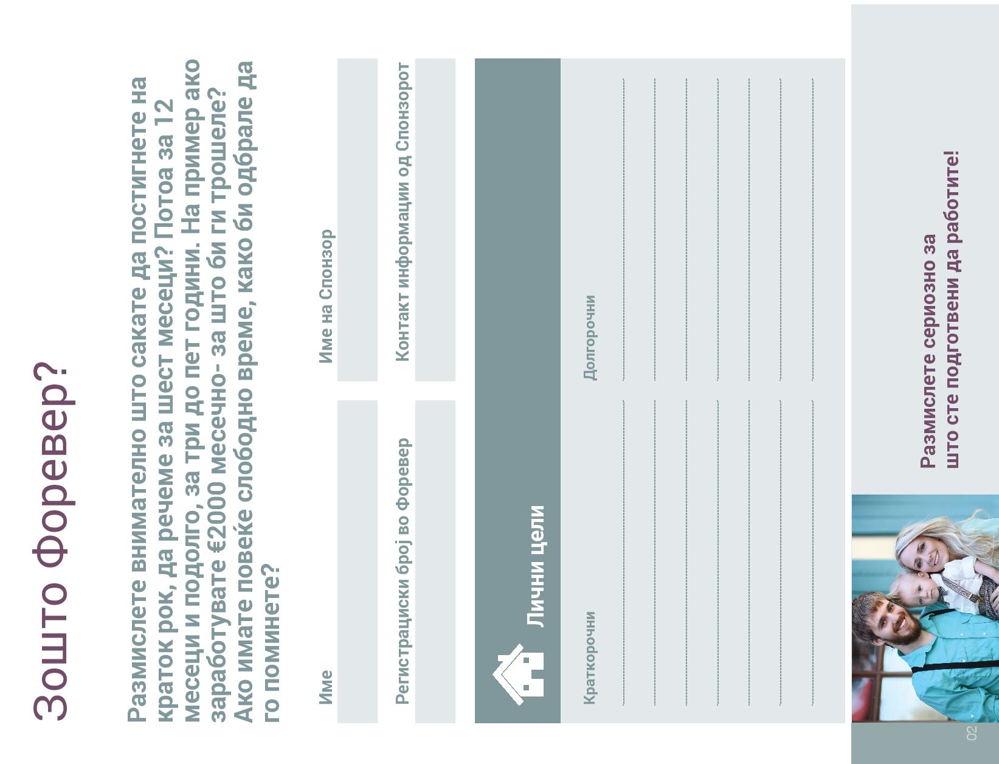 Зошто Форевер?
Размислете внимателно што сакате да постигнете на
краток рок, да речеме за шест месеци? Потоа за 12
месеци и подолго, за три до пет години. На пример ако
заработувате €2000 месечно- за што би ги трошеле?
Ако имате повеќе слободно време, како би одбрале да
го поминете?
Име
Име на Спонзор
Регистрациски број во Форевер
Контакт информации од Спонзорот
Лични цели
Краткорочни
Долгорочни
Размислете сериозно за
што сте подготвени да работите!
02